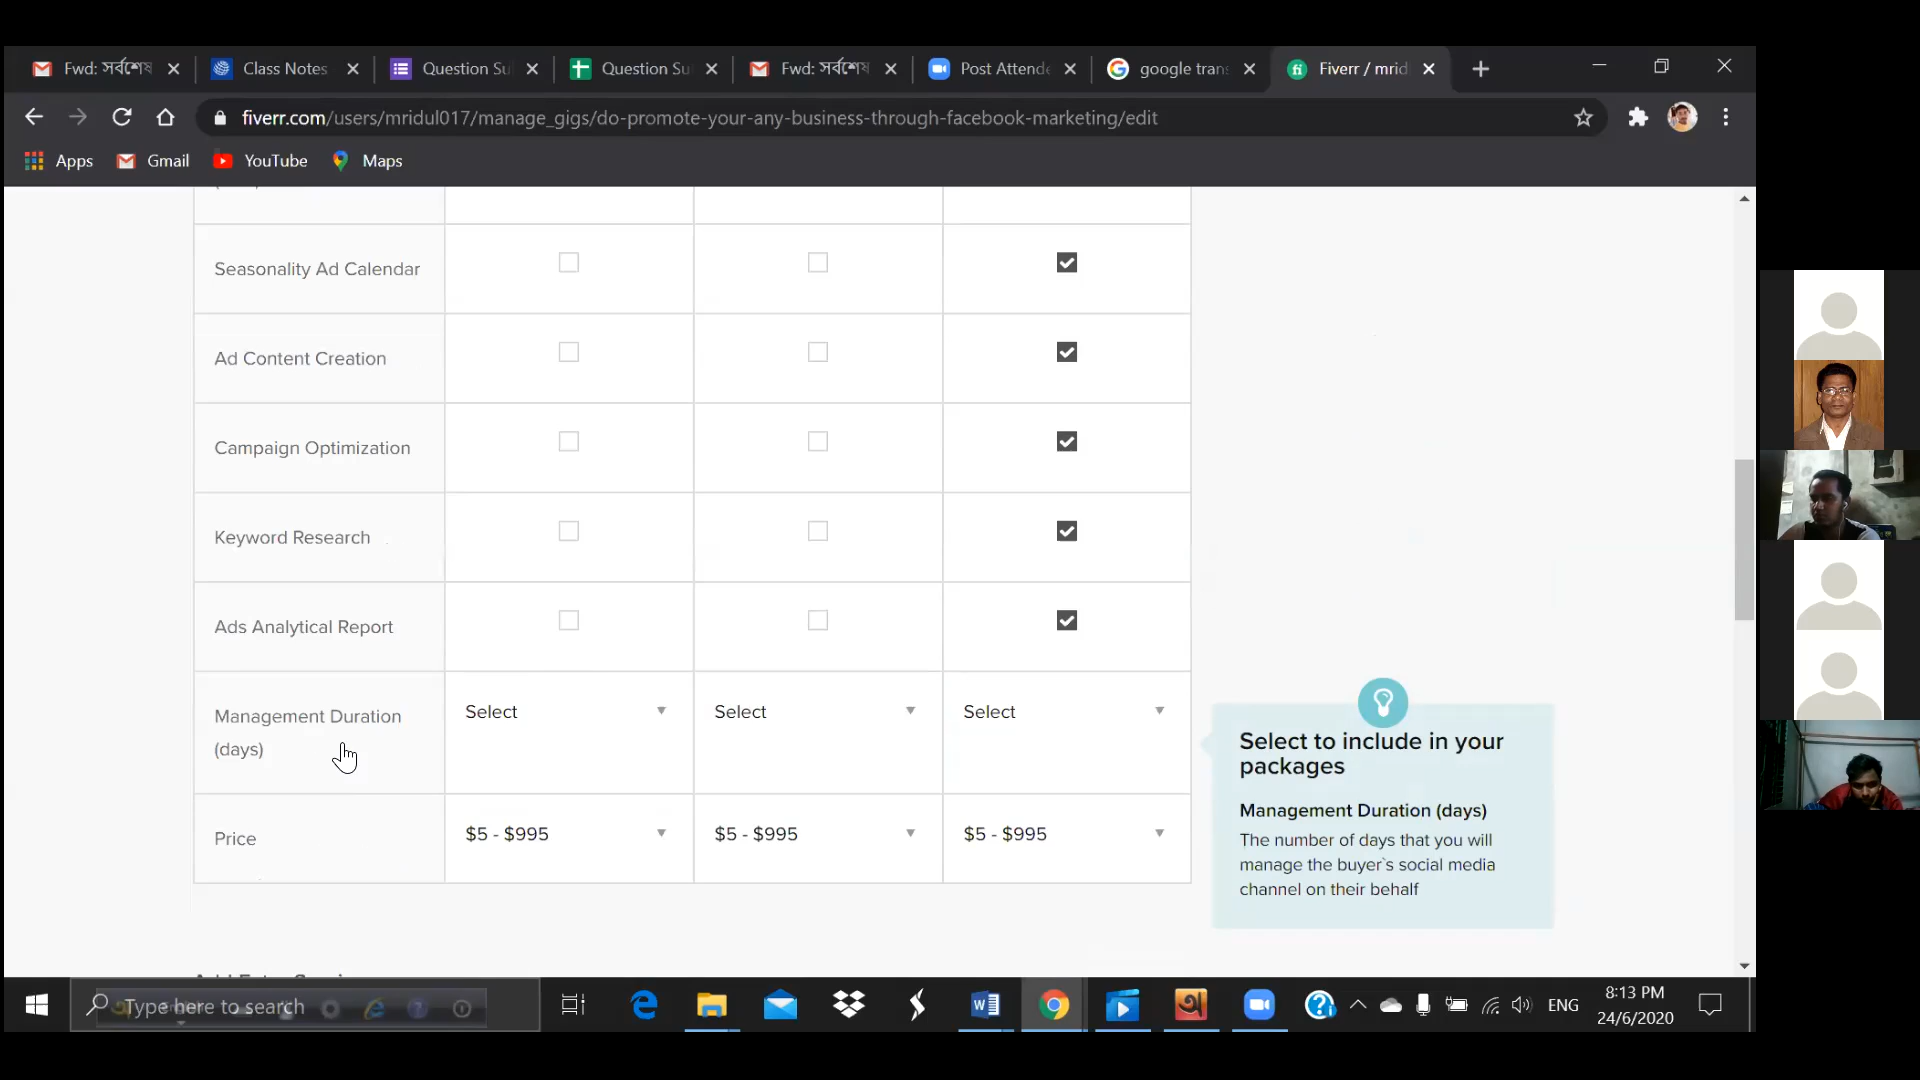 Fwd: সর্বশেষ
Class Notes
Question Su
Question Su
Fwd: সর্বশেষ
Post Attende
google trans
Fiverr / mrid
fiverr.com/users/mridul017/manage_gigs/do-promote-your-any-business-through-facebook-marketing/edit
Apps
Gmail
YouTube
Maps
Seasonality Ad Calendar
Ad Content Creation
Campaign Optimization
Keyword Research
Ads Analytical Report
Management Duration
(days)
Select
Select
Select
Price
$5 - $995
$5 - $995
$5 - $995
Select to include in your
packages
Management Duration (days)
The number of days that you will
manage the buyer`s social media
channel on their behalf
Type here to search
ENG
8:13 PM
24/6/2020